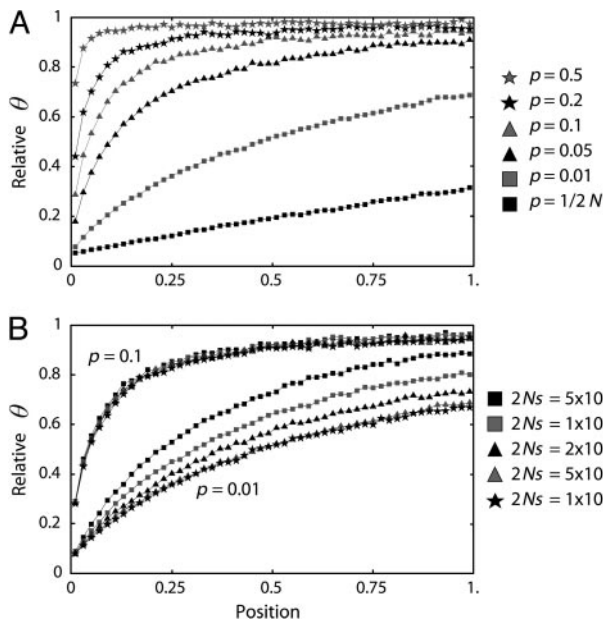 A
1
0.8
0.6
0.4
0.2
0
Relative θ
0 0.25 0.5 0.75 1.
p = 0.5
p = 0.2
p = 0.1
p = 0.05
p = 0.01
p = 1/2 N
B
1
0.8
0.6
0.4
0.2
0
Relative θ
p = 0.1
p = 0.01
0 0.25 0.5 0.75 1.
Position
2Ns = 5x10
2Ns = 1x10
2Ns = 2x10
2Ns = 5x10
2Ns = 1x10